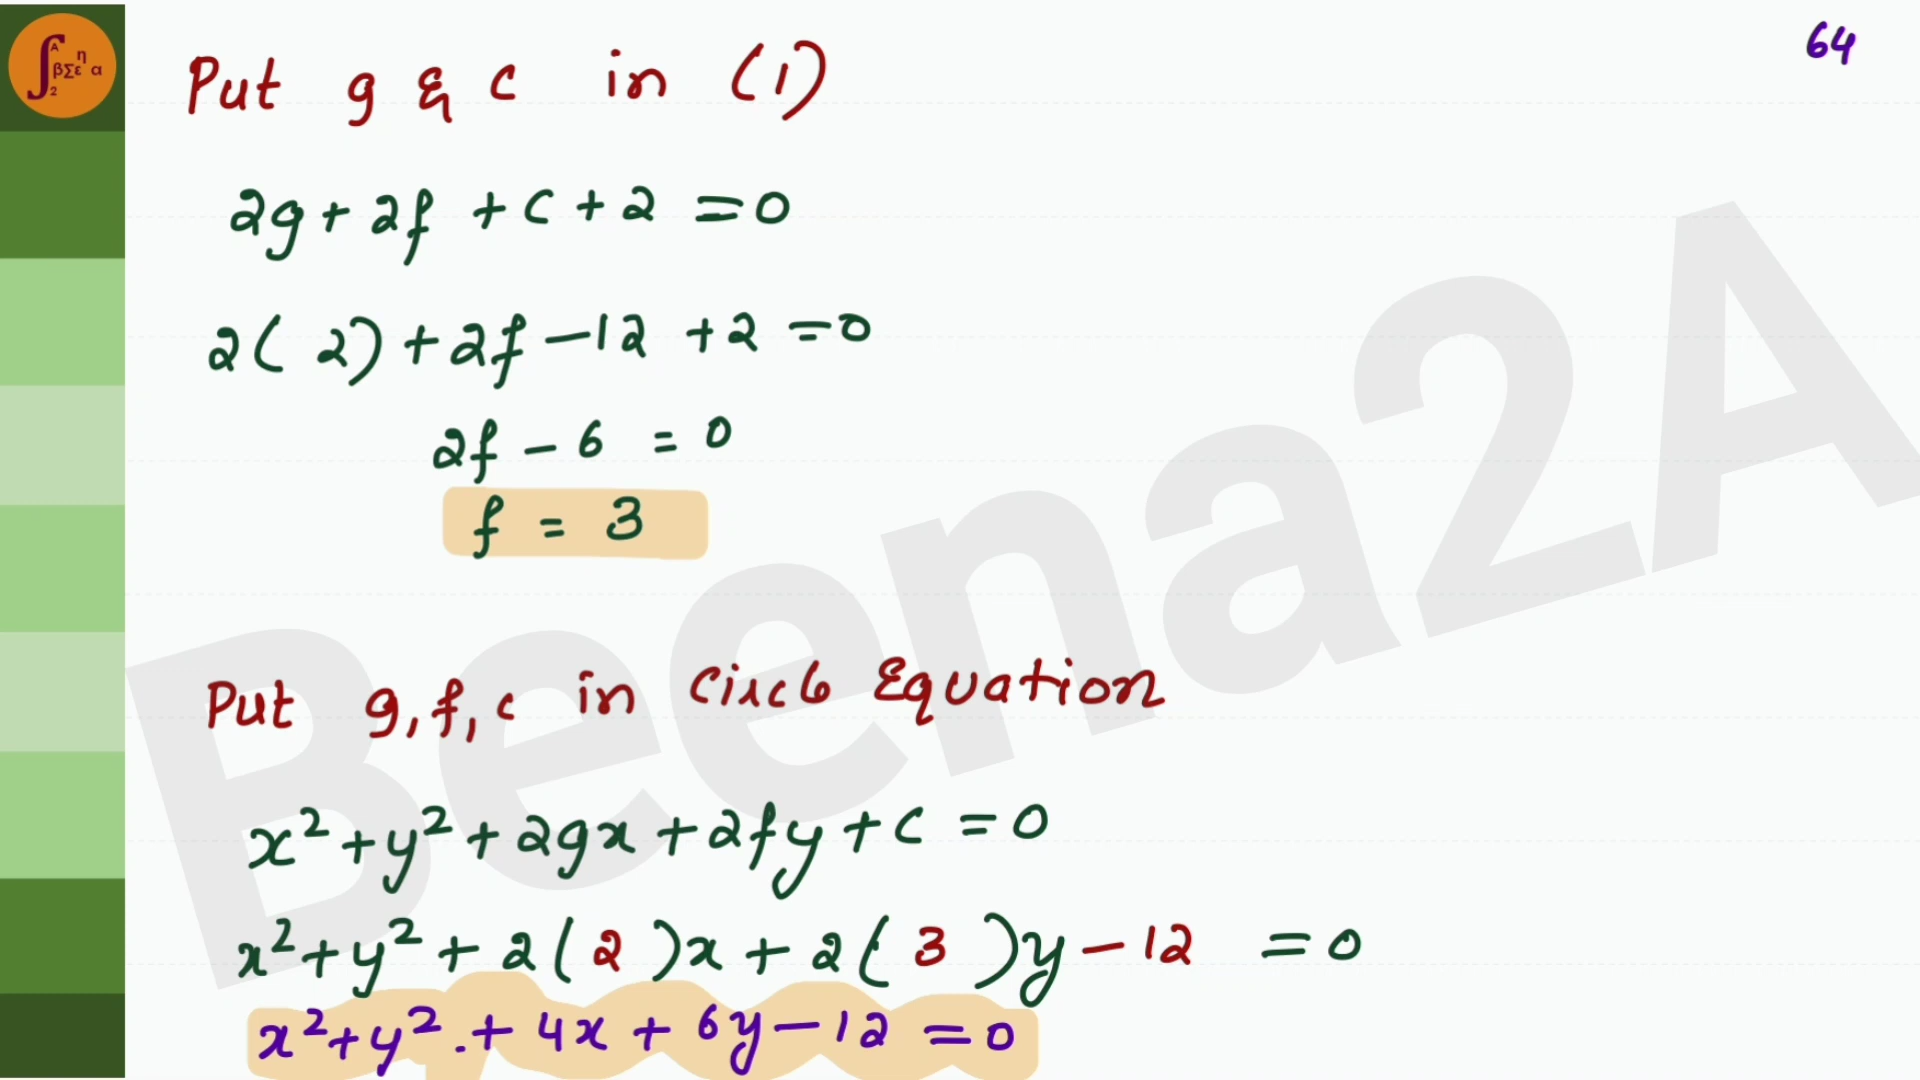 64
Put g & c in (1)
2g + 2f + c + 2 = 0
2( 2) + 2f - 12 + 2 = 0
2f - 6 = 0
f = 3
Put g, f, c in Circle Equation
x² + y² + 2gx + 2fy + c = 0
x² + y² + 2( 2 )x + 2( 3 )y - 12 = 0
x² + y² . + 4x + 6y - 12 = 0
Beena2A